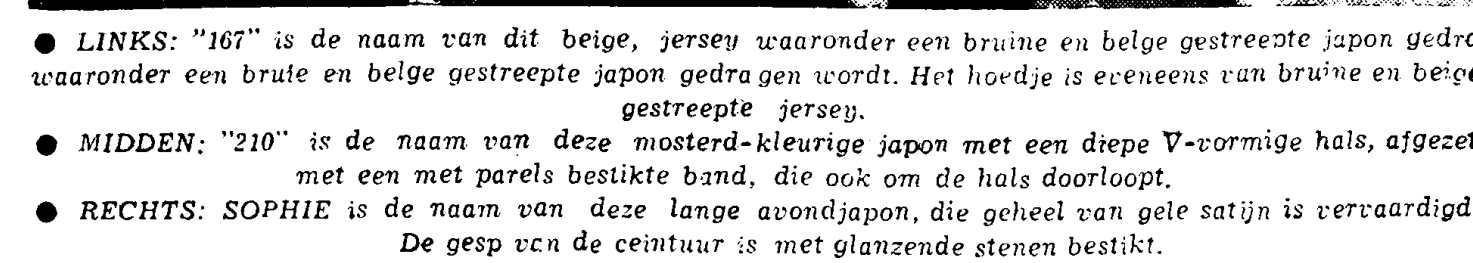 ● LINKS: "167" is de naam van dit beige, jersey waaronder een bruine en belge gestreepte japon gedra
waaronder een bruie en belge gestreepte japon gedra gen wordt. Het hoedje is eveneens van bruine en beige
gestreepte jersey.
● MIDDEN: "210" is de naam van deze mosterd-kleurige japon met een diepe V-vormige hals, afgezet
met een met parels bestikte band, die ook om de hals doorloopt.
● RECHTS: SOPHIE is de naam van deze lange avondjapon, die geheel van gele satijn is vervaardigd
De gesp van de ceintuur is met glanzende stenen bestikt.